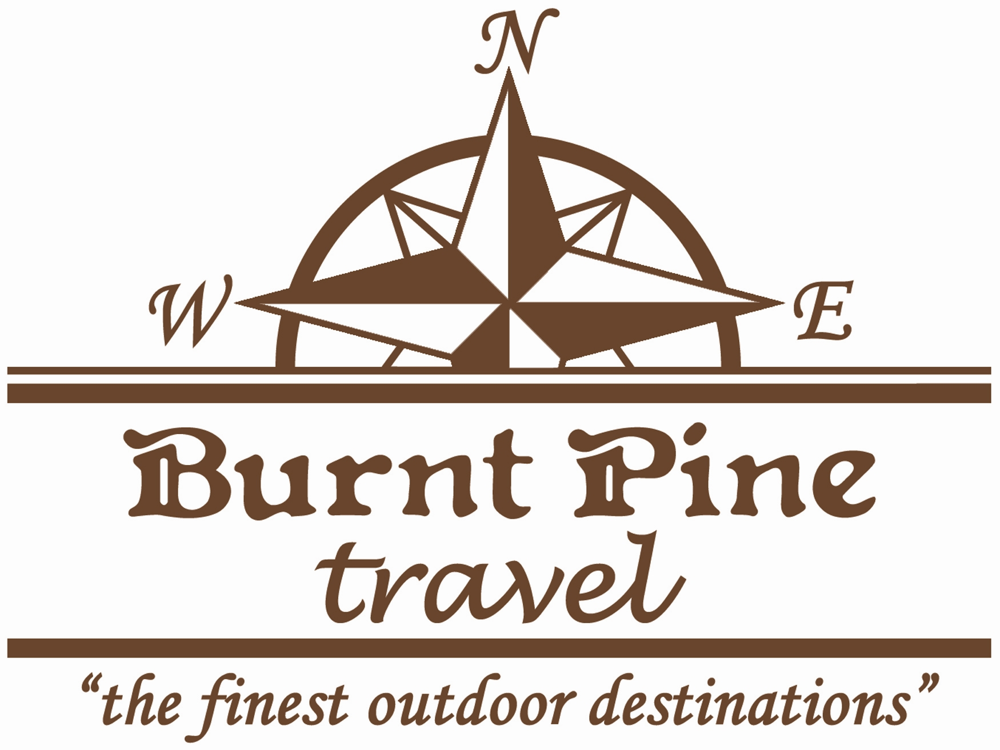 N
W E
Burnt Pine
travel
“the finest outdoor destinations”